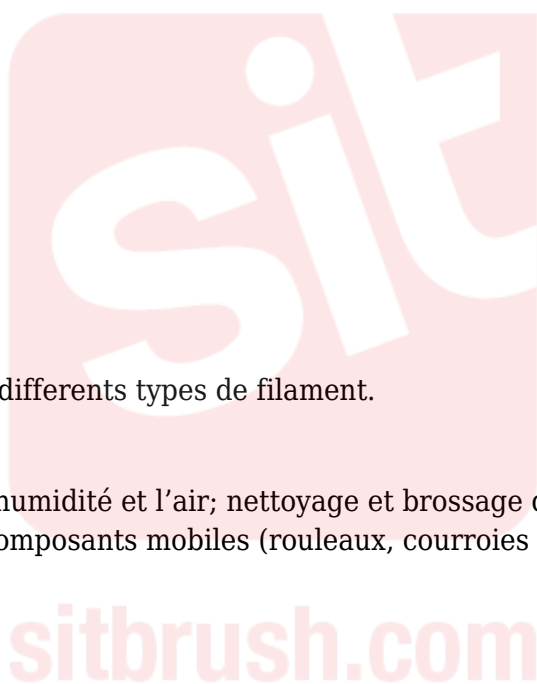 sit
differents types de filament.
humidité et l’air; nettoyage et brossage
omposants mobiles (rouleaux, courroies
sitbrush.com